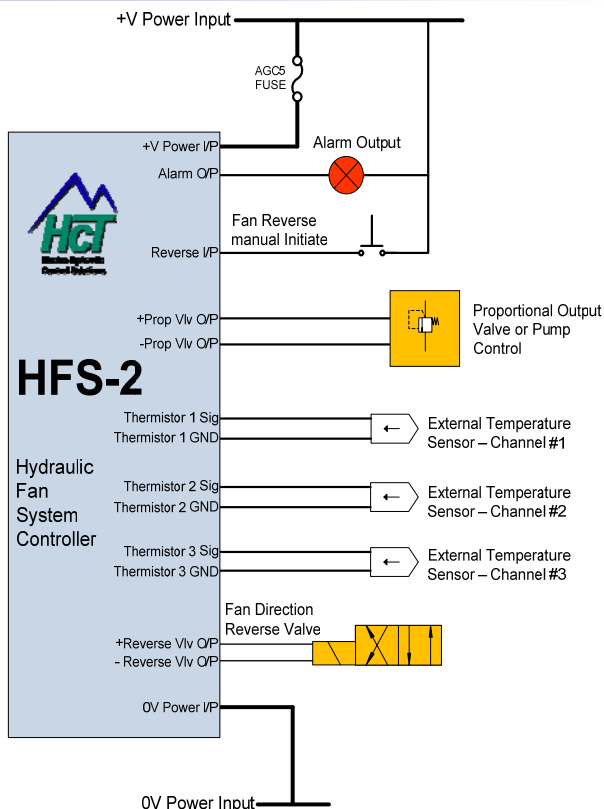 +V Power Input
AGC5
FUSE
+V Power I/P
Alarm Output
Alarm O/P
HCT
Fan Reverse
manual Initiate
Reverse I/P
+Prop Vlv O/P
-Prop Vlv O/P
Proportional Output
Valve or Pump
Control
HFS-2
Thermistor 1 Sig
Thermistor 1 GND
External Temperature
Sensor – Channel #1
Hydraulic
Fan
System
Controller
Thermistor 2 Sig
Thermistor 2 GND
External Temperature
Sensor – Channel #2
Thermistor 3 Sig
Thermistor 3 GND
External Temperature
Sensor – Channel #3
Fan Direction
Reverse Valve
+Reverse Vlv O/P
- Reverse Vlv O/P
0V Power I/P
0V Power Input